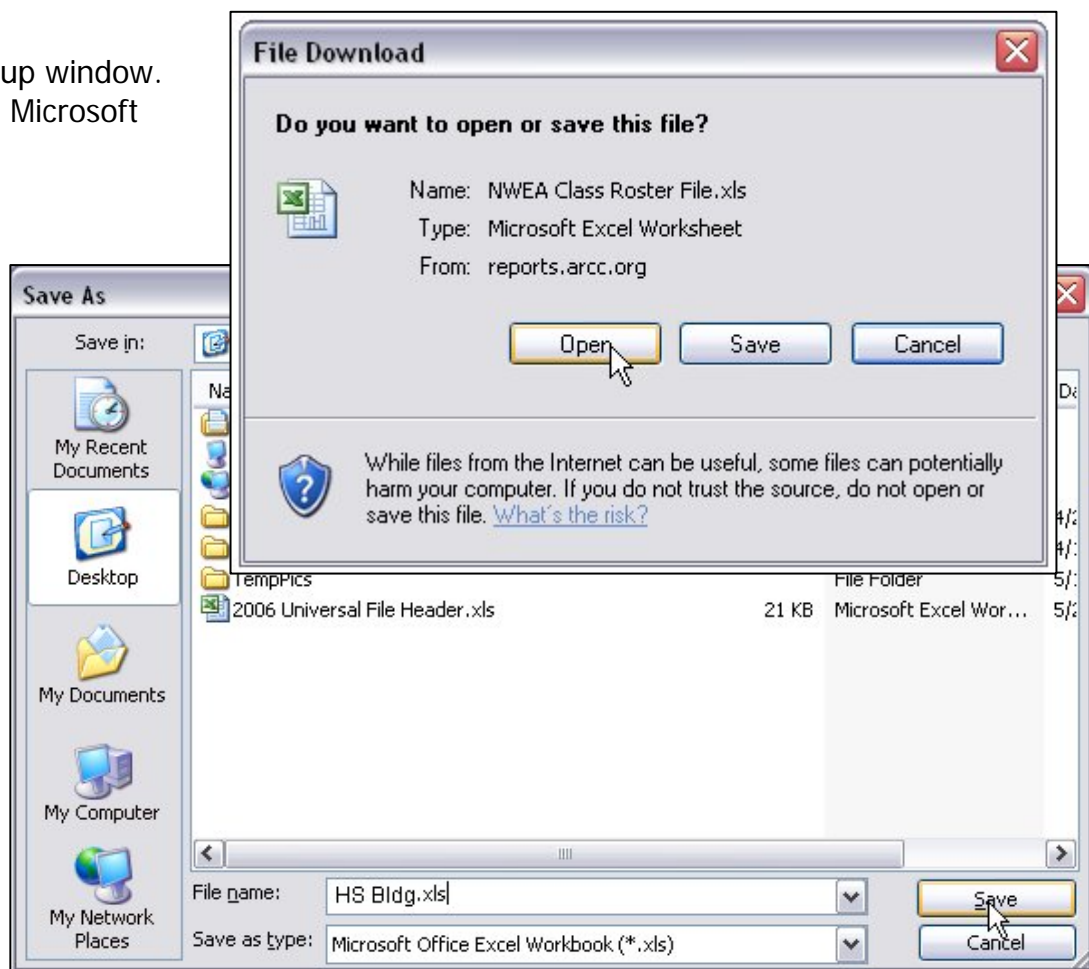 up window.
Microsoft
File Download
Do you want to open or save this file?
Name: NWEA Class Roster File.xls
Type: Microsoft Excel Worksheet
From: reports.arcc.org
Open Save Cancel
While files from the Internet can be useful, some files can potentially
harm your computer. If you do not trust the source, do not open or
save this file. What's the risk?
Save As
Save in:
My Recent
Documents
Desktop
My Documents
My Computer
My Network
Places
TempPics File Folder
2006 Universal File Header.xls 21 KB Microsoft Excel Wor...
File name: HS Bldg.xls
Save
Save as type: Microsoft Office Excel Workbook (*.xls)
Cancel